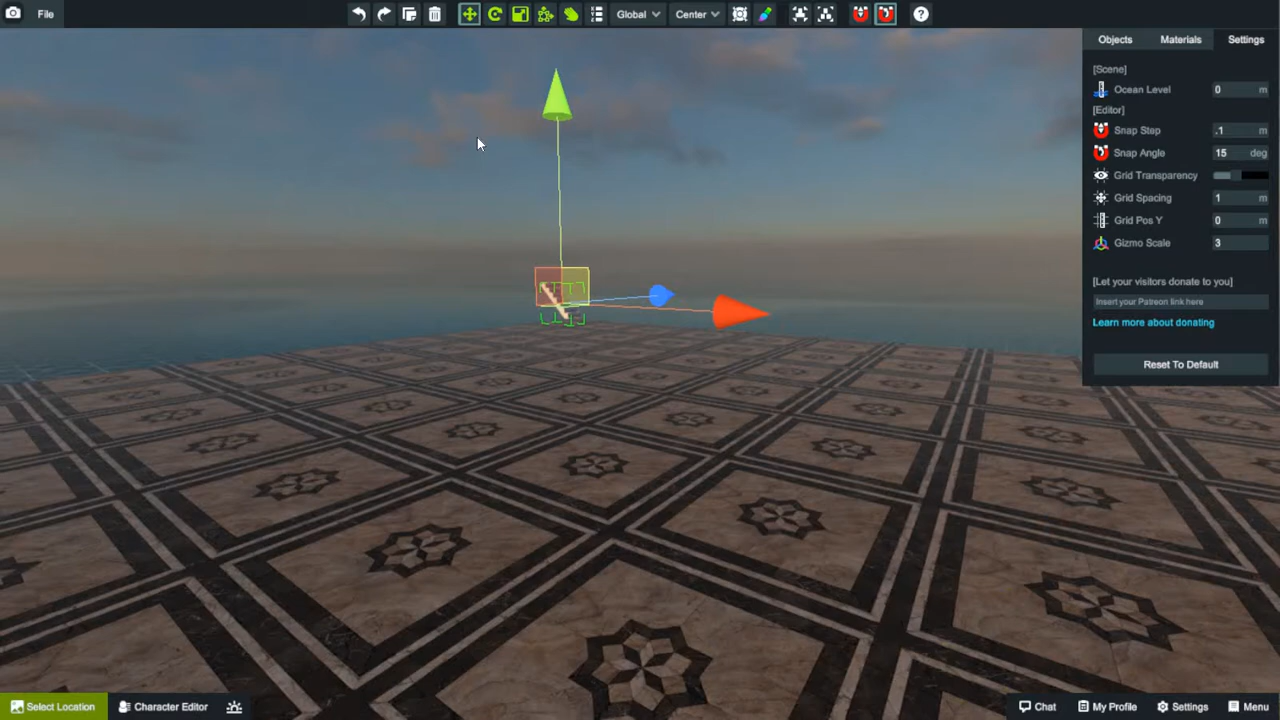 File
Global
Center
Objects
Materials
Settings
[Scene]
Ocean Level
0
m
[Editor]
Snap Step
.1
m
Snap Angle
15
deg
Grid Transparency
Grid Spacing
1
m
Grid Pos Y
0
m
Gizmo Scale
3
[Let your visitors donate to you]
Insert your Patreon link here
Learn more about donating
Reset To Default
Select Location
Character Editor
Chat
My Profile
Settings
Menu